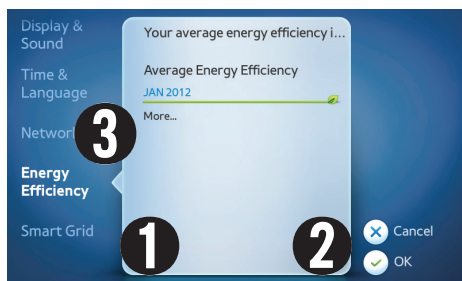 Display &
Sound
Time &
Language
Networ
Energy
Efficiency
Smart Grid
Your average energy efficiency i...
Average Energy Efficiency
JAN 2012
More...
3
1
2
Cancel
OK